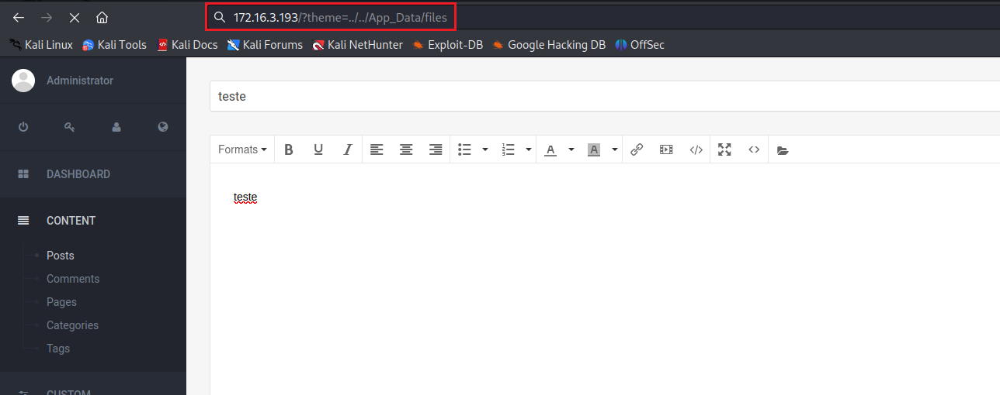 172.16.3.193/?theme=../../App_Data/files
Kali Linux Kali Tools Kali Docs Kali Forums Kali NetHunter Exploit-DB Google Hacking DB OffSec
Administrator
teste
Formats B U I A A
teste
DASHBOARD
CONTENT
Posts
Comments
Pages
Categories
Tags
CUSTOM